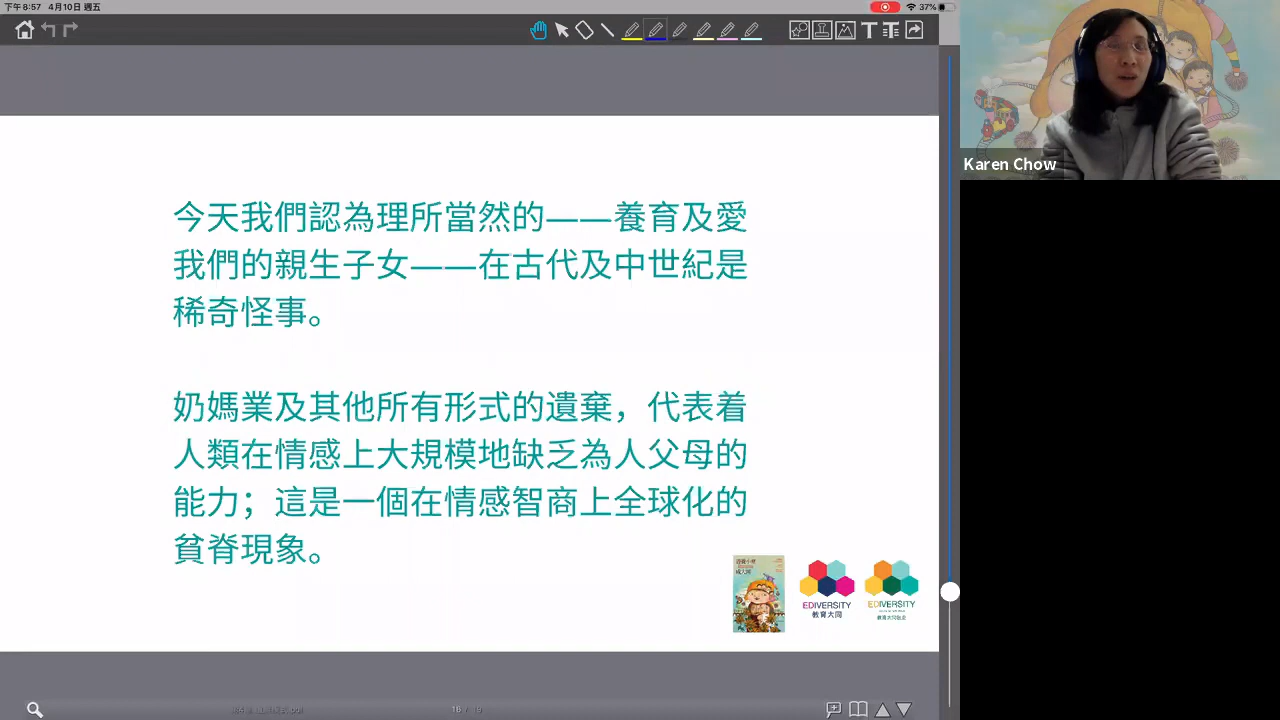 下午8:57 4月10日 週五
37%
Karen Chow
今天我們認為理所當然的——養育及愛
我們的親生子女——在古代及中世紀是
稀奇怪事。
奶媽業及其他所有形式的遺棄，代表着
人類在情感上大規模地缺乏為人父母的
能力；這是一個在情感智商上全球化的
貧脊現象。
EDIVERSITY
教育大同
EDIVERSITY
16 / 19